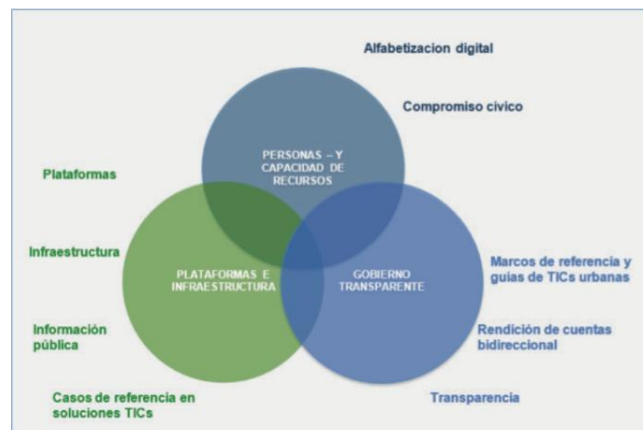 Alfabetizacion digital
Compromiso cívico
PERSONAS – Y
CAPACIDAD DE
RECURSOS
Plataformas
Infraestructura
PLATAFORMAS E
INFRAESTRUCTURA
GOBIERNO
TRANSPARENTE
Marcos de referencia y
guías de TICs urbanas
Información
pública
Rendición de cuentas
bidireccional
Casos de referencia en
soluciones TICs
Transparencia